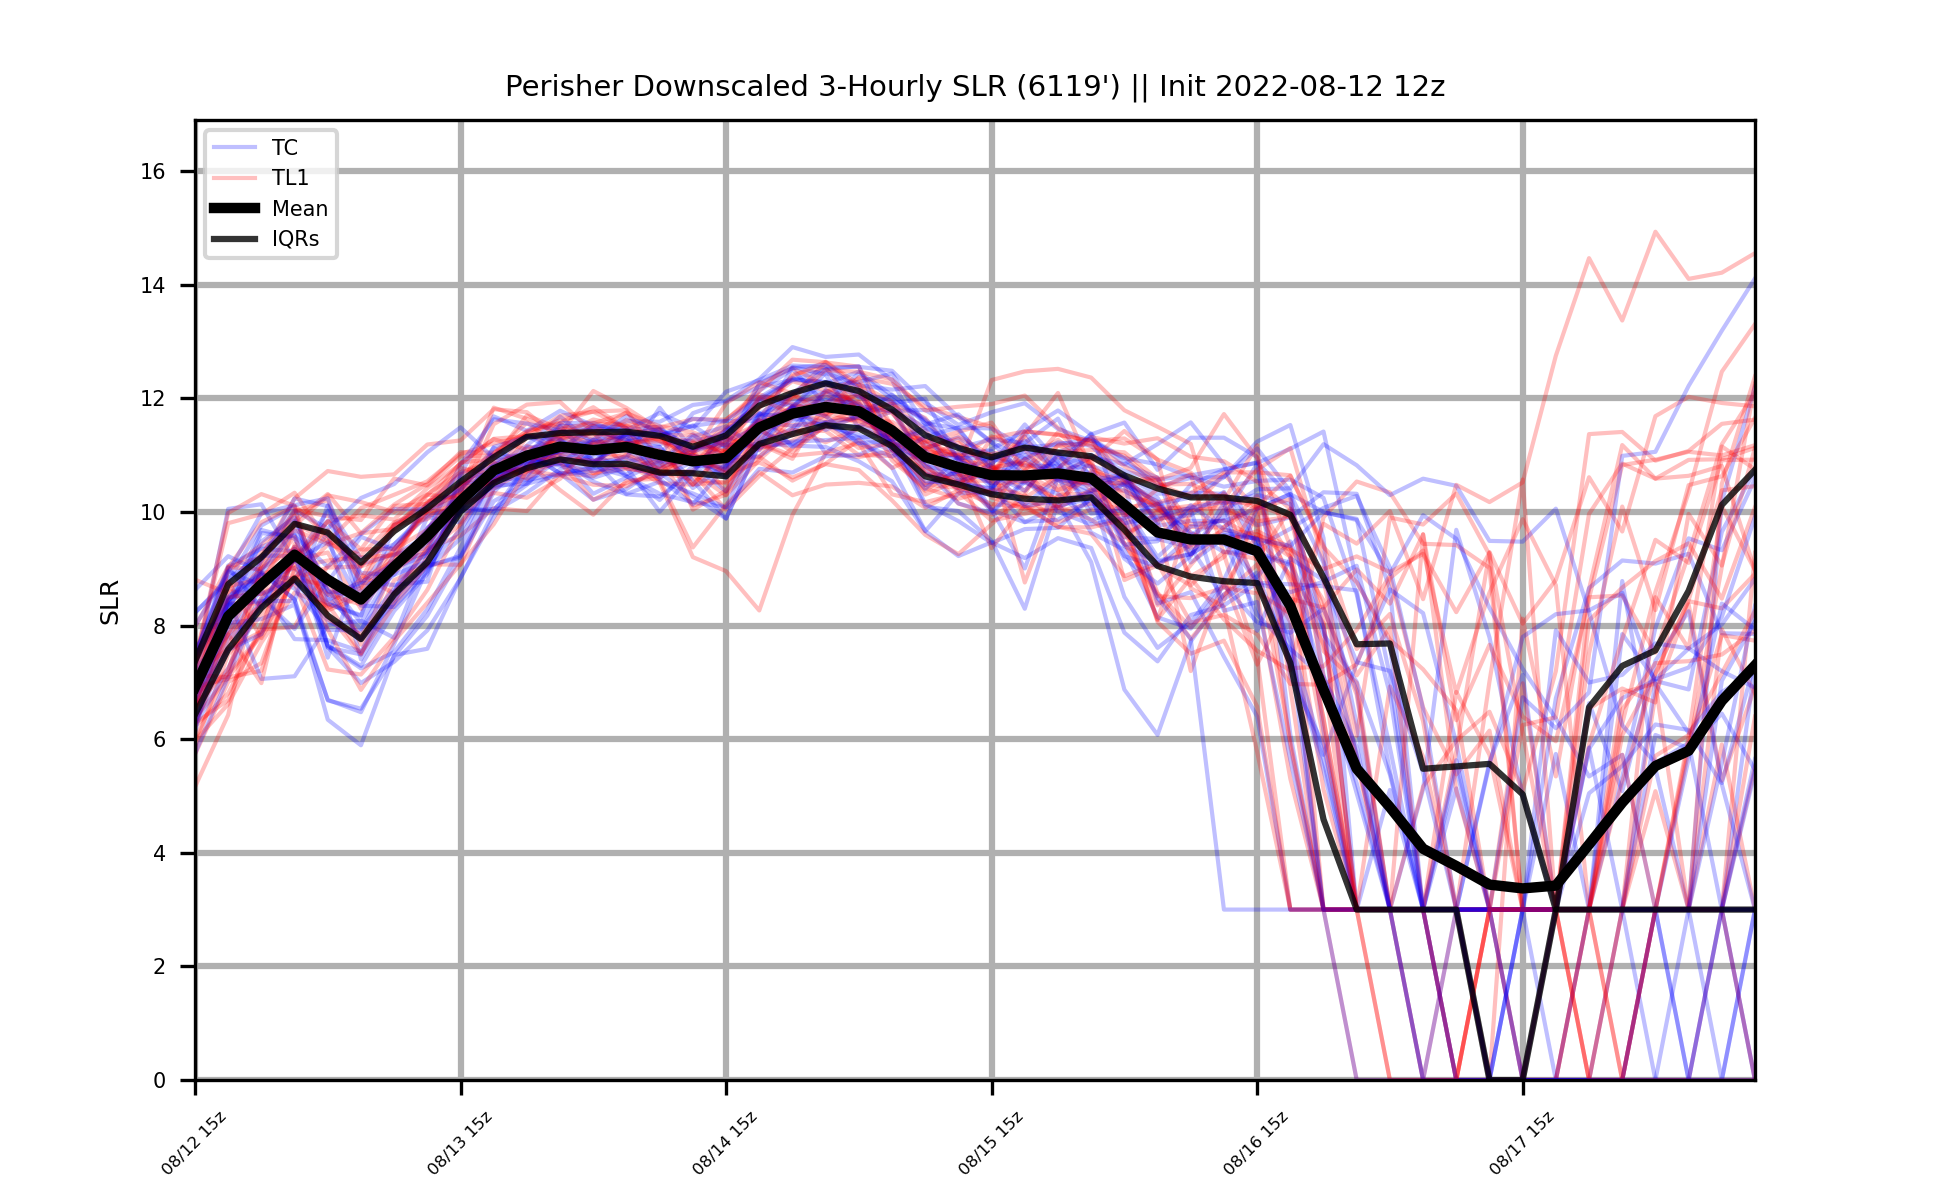 Perisher Downscaled 3-Hourly SLR (6119') || Init 2022-08-12 12z
TC
TL1
Mean
IQRs
SLR
16
14
12
10
8
6
4
2
0
08/12 15z
08/13 15z
08/14 15z
08/15 15z
08/16 15z
08/17 15z